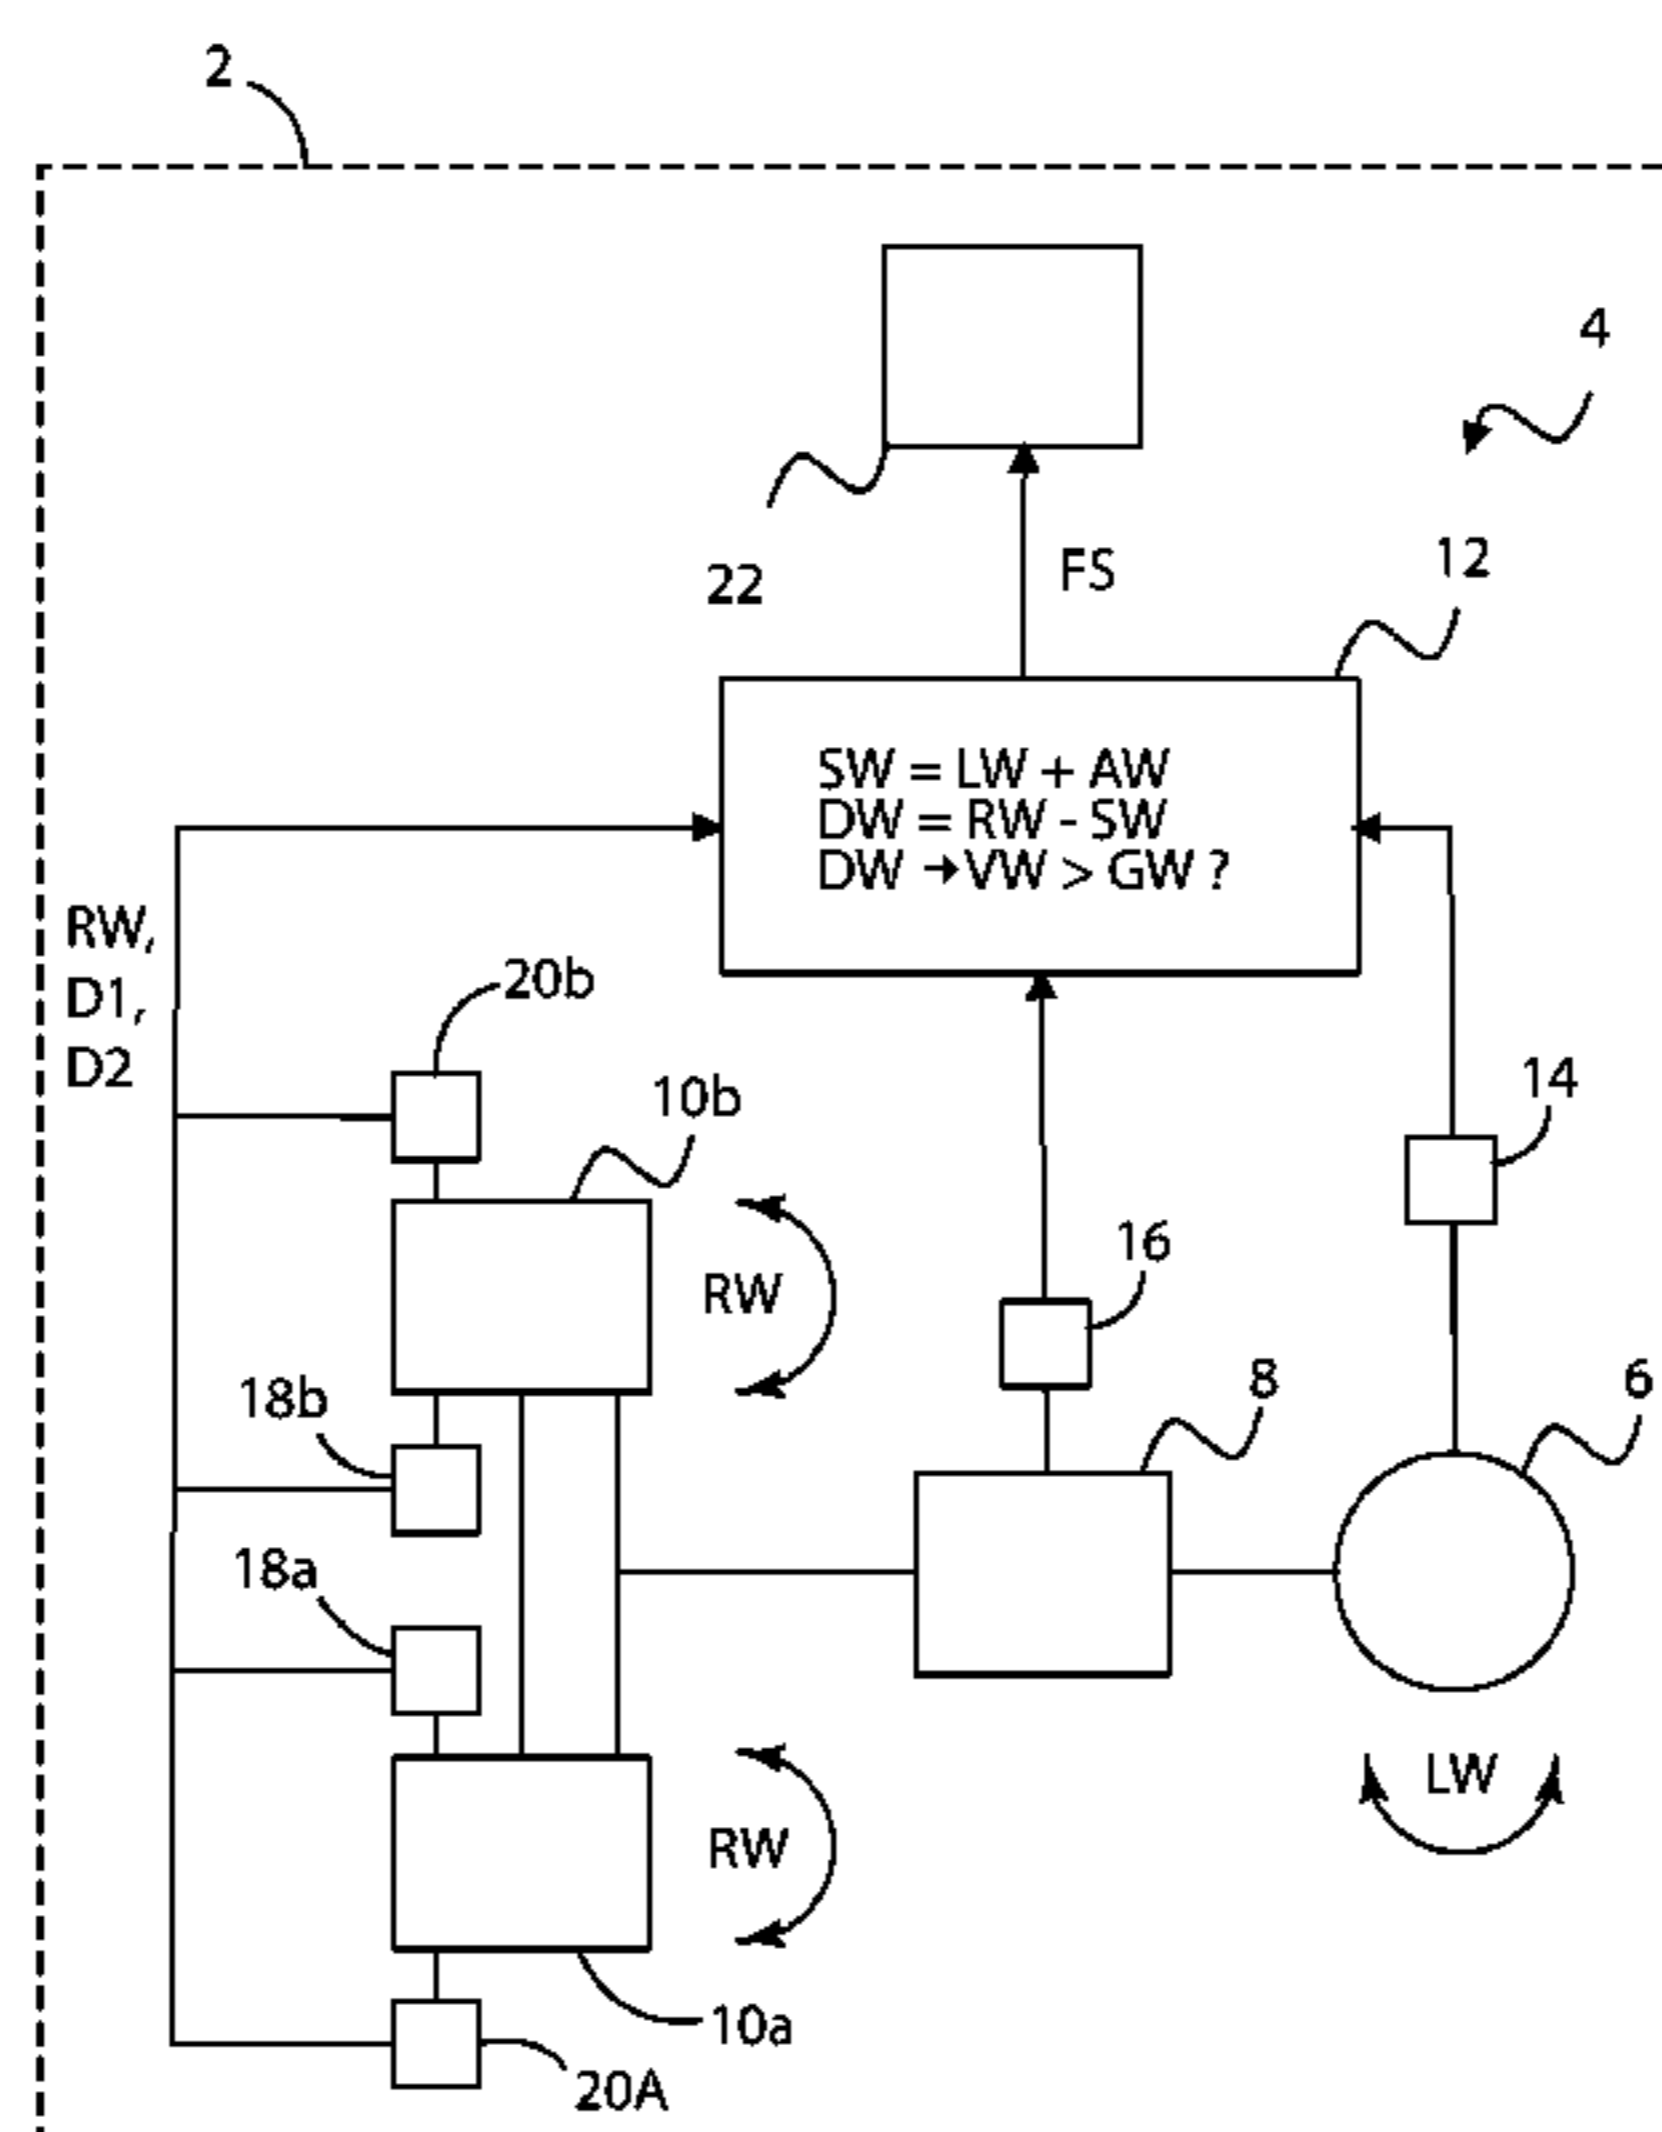 2
4
22
FS
12
SW = LW + AW
DW = RW - SW
DW → VW > GW ?
RW,
D1,
D2
20b
10b
14
16
RW
18b
8
6
18a
LW
RW
10a
20A